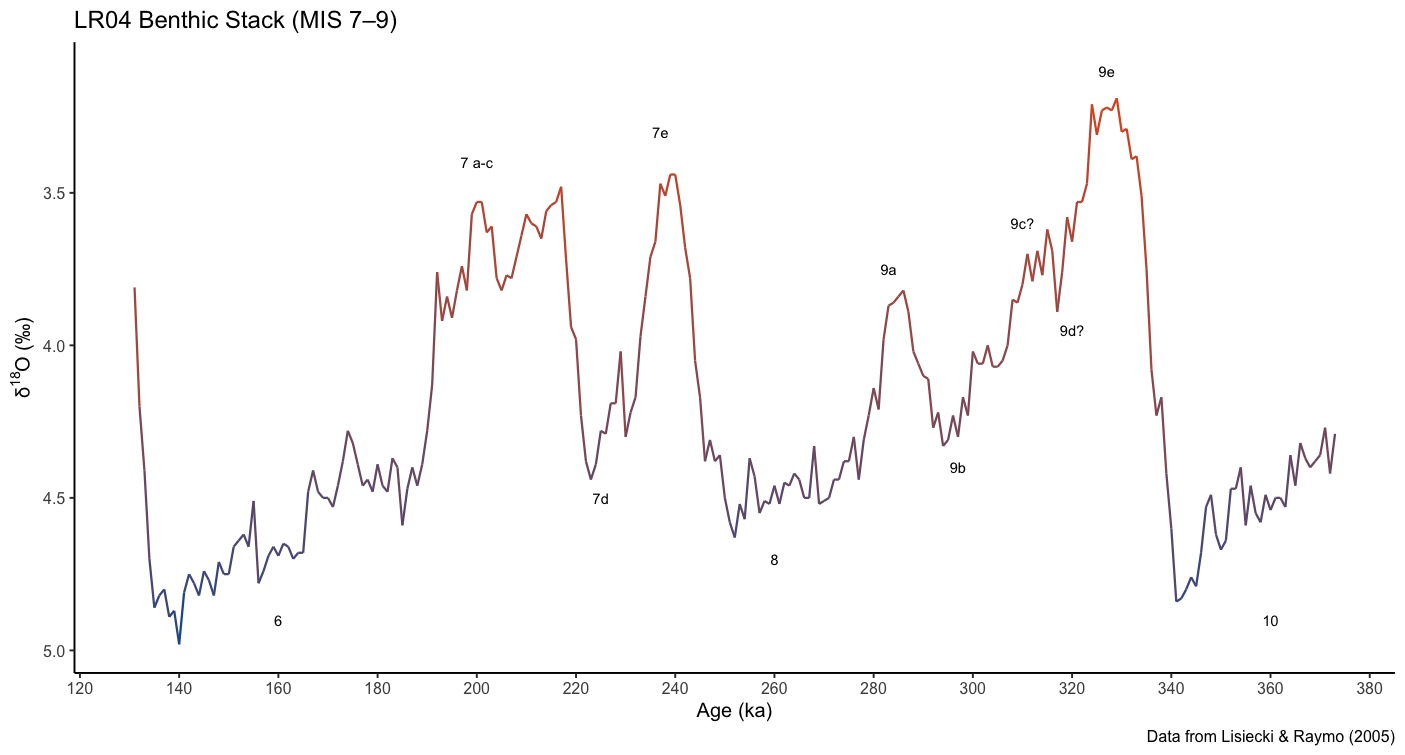 LR04 Benthic Stack (MIS 7–9)
9e
7e
7 a-c
3.5
9c?
9a
9d?
4.0
δ¹⁸O (‰)
9b
4.5
7d
8
6
10
5.0
120 140 160 180 200 220 240 260 280 300 320 340 360 380
Age (ka)
Data from Lisiecki & Raymo (2005)